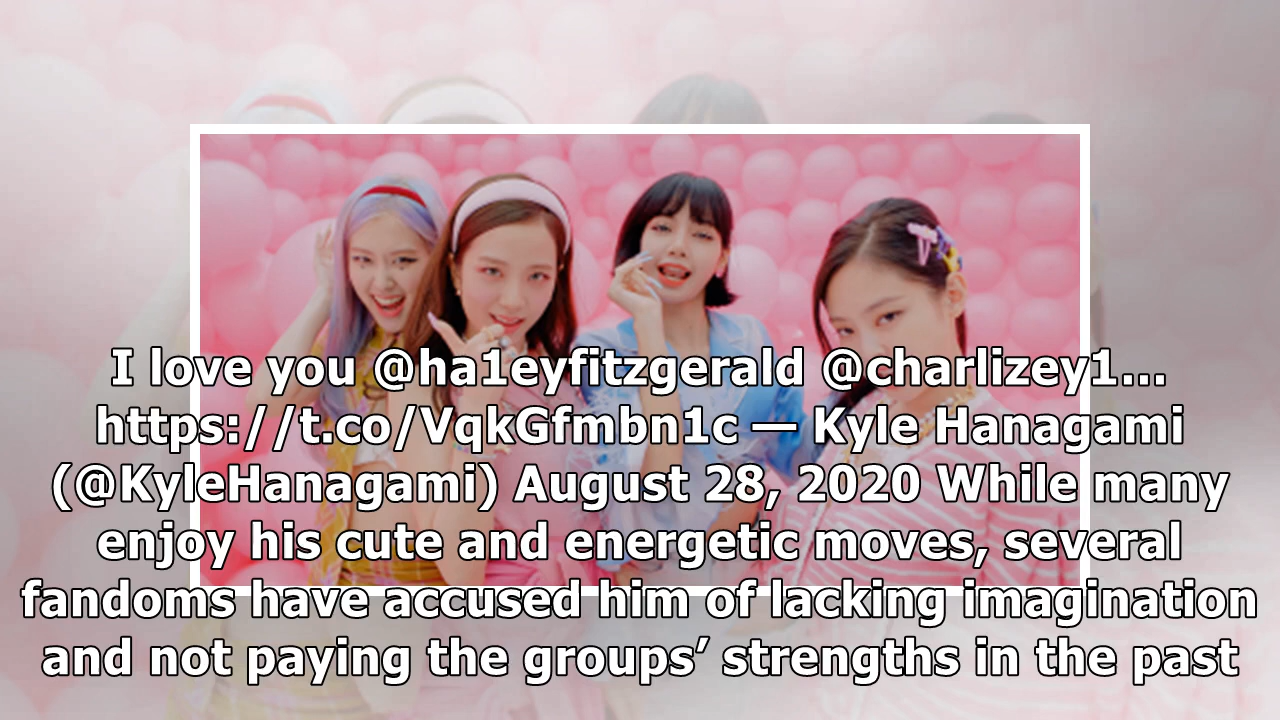 I love you @ha1eyfitzgerald @charlizey1...
https://t.co/VqkGfmbn1c — Kyle Hanagami
(@KyleHanagami) August 28, 2020 While many
enjoy his cute and energetic moves, several
fandoms have accused him of lacking imagination
and not paying the groups’ strengths in the past